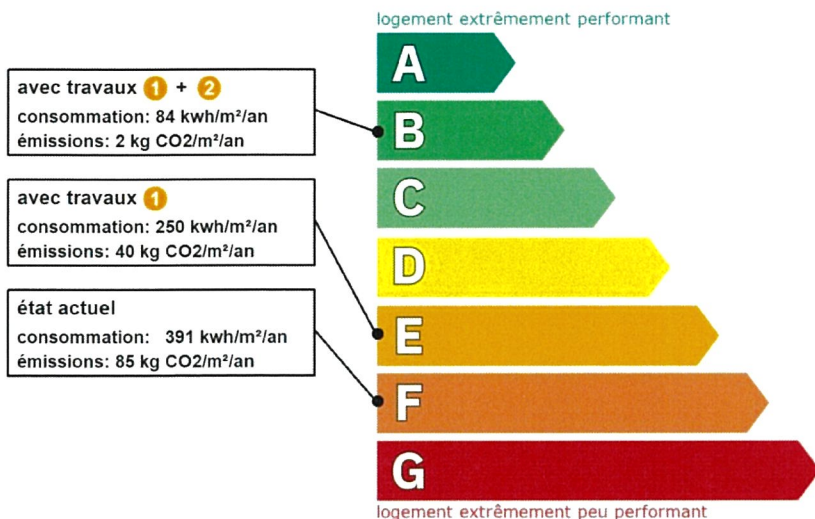 logement extrêmement performant
A
avec travaux 1 + 2
consommation: 84 kwh/m²/an
émissions: 2 kg CO2/m²/an
B
C
avec travaux 1
consommation: 250 kwh/m²/an
émissions: 40 kg CO2/m²/an
D
état actuel
consommation: 391 kwh/m²/an
émissions: 85 kg CO2/m²/an
E
F
G
logement extrêmement peu performant